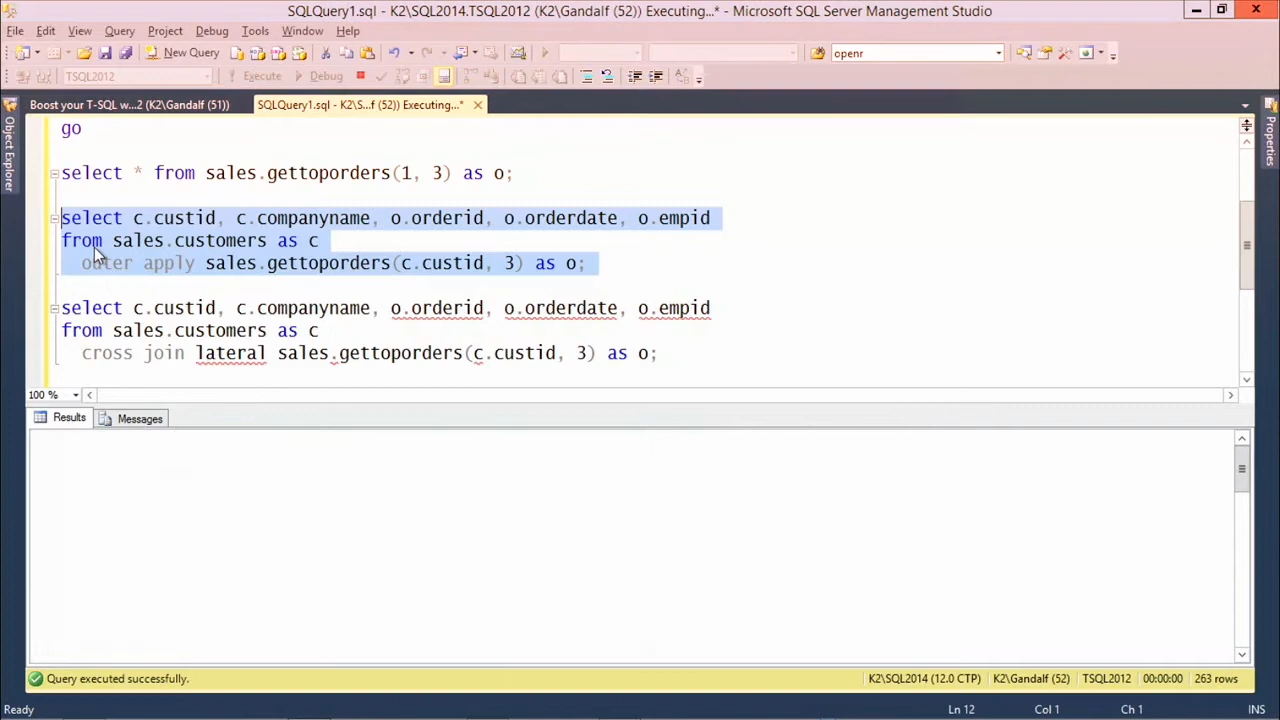 SQLQuery1.sql - K2\SQL2014.TSQL2012 (K2\Gandalf (52)) Executing...* - Microsoft SQL Server Management Studio
File Edit View Query Project Debug Tools Window Help
New Query openr
TSQL2012 Execute Debug
Boost your T-SQL w...2 (K2\Gandalf (51)) SQLQuery1.sql - K2\S...f (52)) Executing...*
Object Explorer
Properties
go
select * from sales.gettoporders(1, 3) as o;
select c.custid, c.companyname, o.orderid, o.orderdate, o.empid
from sales.customers as c
outer apply sales.gettoporders(c.custid, 3) as o;
select c.custid, c.companyname, o.orderid, o.orderdate, o.empid
from sales.customers as c
cross join lateral sales.gettoporders(c.custid, 3) as o;
100 %
Results Messages
Query executed successfully. K2\SQL2014 (12.0 CTP) K2\Gandalf (52) TSQL2012 00:00:00 263 rows
Ready Ln 12 Col 1 Ch 1 INS